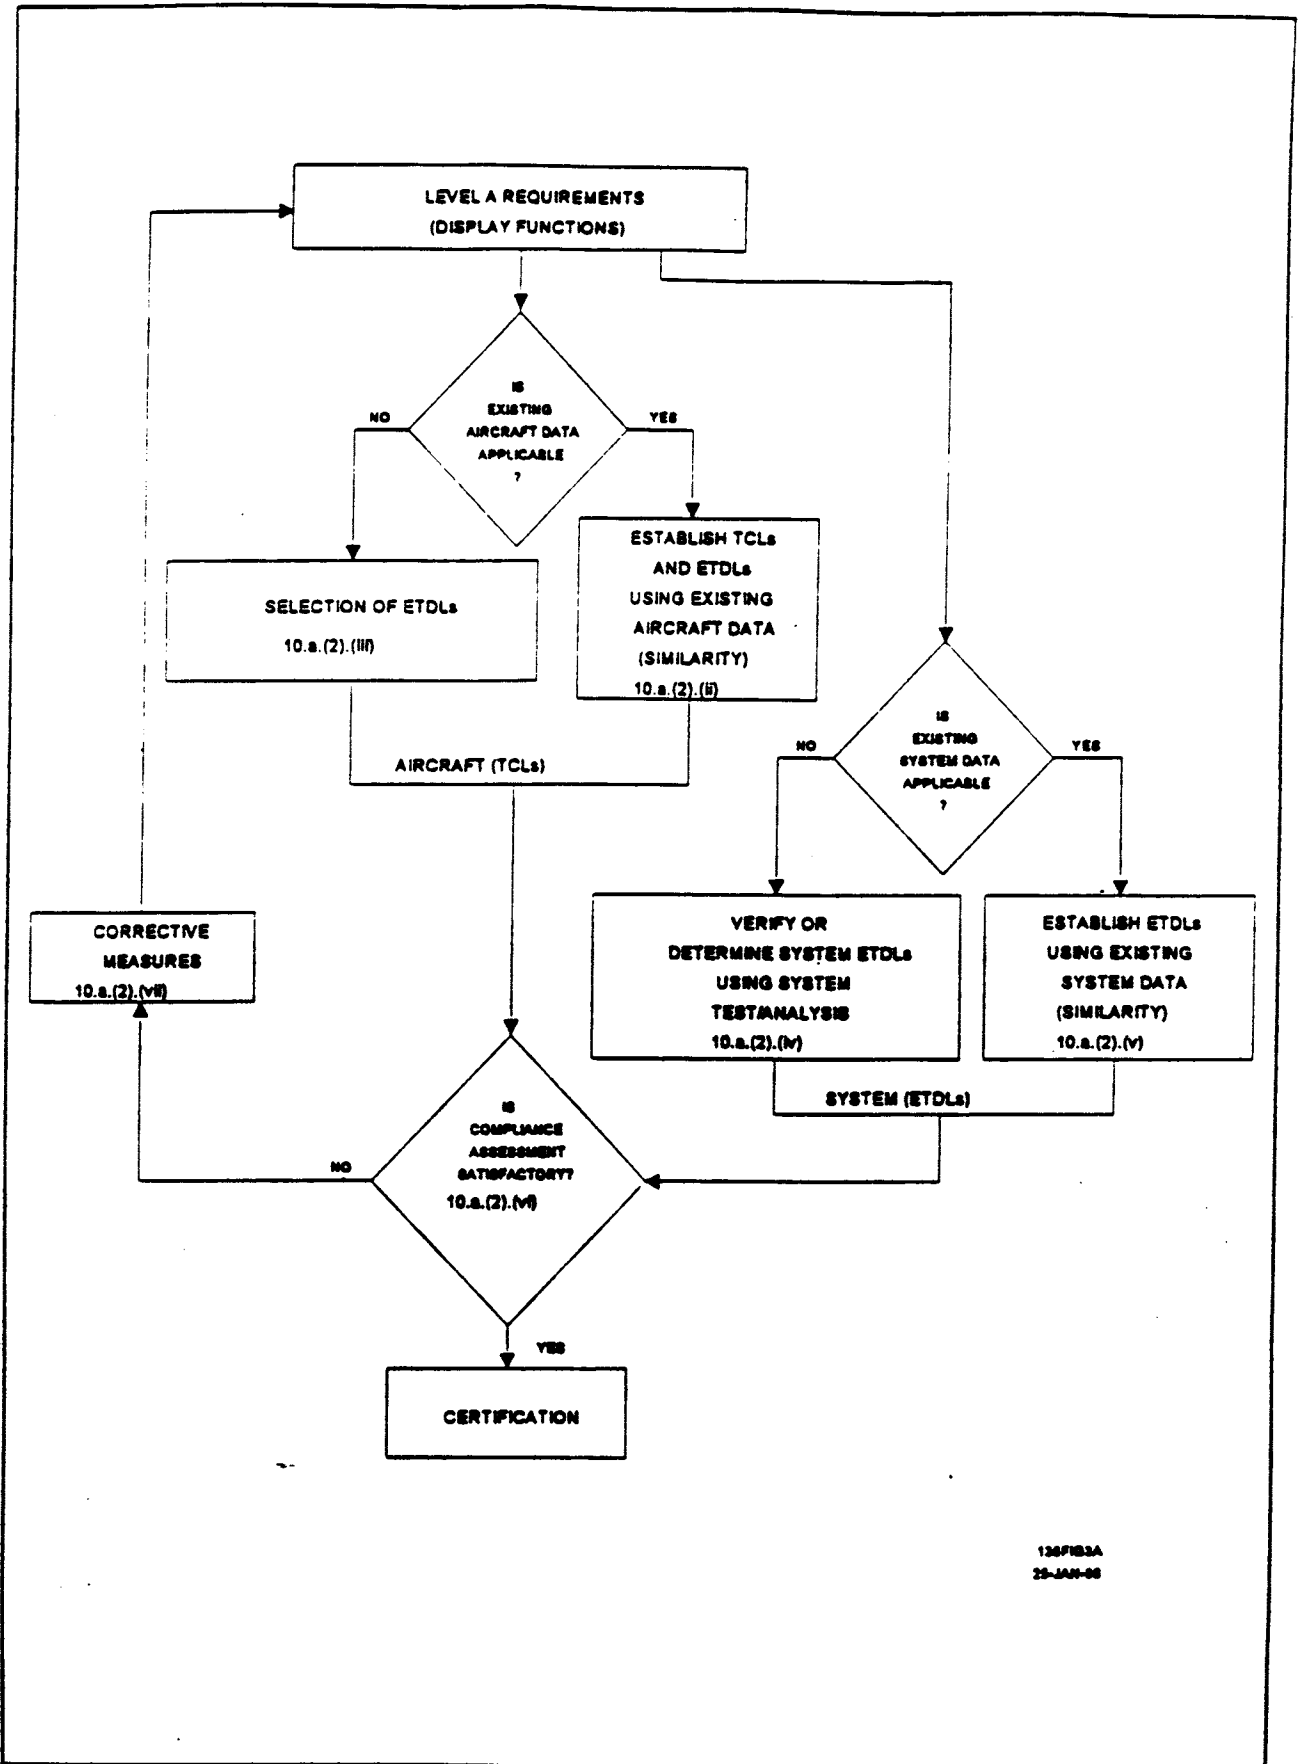 LEVEL A REQUIREMENTS
(DISPLAY FUNCTIONS)
IS
EXISTING
AIRCRAFT DATA
APPLICABLE
?
NO
YES
SELECTION OF ETDLs
10.a.(2).(iii)
ESTABLISH TCLs
AND ETDLs
USING EXISTING
AIRCRAFT DATA
(SIMILARITY)
10.a.(2).(ii)
AIRCRAFT (TCLs)
IS
EXISTING
SYSTEM DATA
APPLICABLE
?
NO
YES
VERIFY OR
DETERMINE SYSTEM ETDLs
USING SYSTEM
TEST/ANALYSIS
10.a.(2).(iv)
ESTABLISH ETDLs
USING EXISTING
SYSTEM DATA
(SIMILARITY)
10.a.(2).(v)
SYSTEM (ETDLs)
CORRECTIVE
MEASURES
10.a.(2).(vii)
IS
COMPLIANCE
ASSESSMENT
SATISFACTORY?
10.a.(2).(vi)
NO
YES
CERTIFICATION